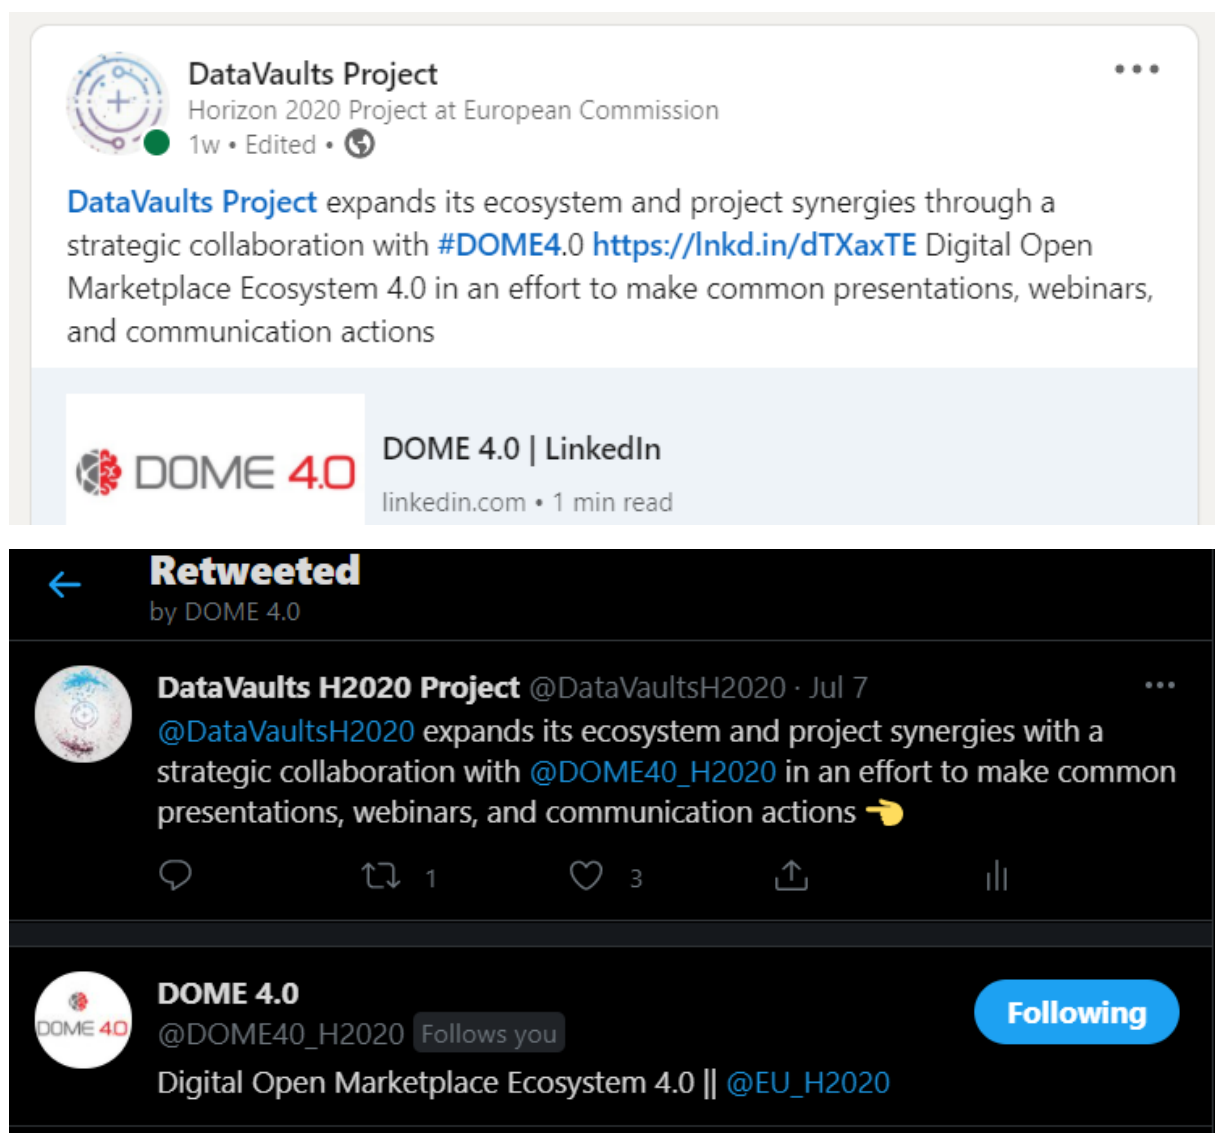 DataVaults Project
Horizon 2020 Project at European Commission
1w • Edited •
DataVaults Project expands its ecosystem and project synergies through a
strategic collaboration with #DOME4.0 https://lnkd.in/dTXaxTE Digital Open
Marketplace Ecosystem 4.0 in an effort to make common presentations, webinars,
and communication actions
DOME 4.0
DOME 4.0 | LinkedIn
linkedin.com • 1 min read
Retweeted
by DOME 4.0
DataVaults H2020 Project @DataVaultsH2020 · Jul 7
@DataVaultsH2020 expands its ecosystem and project synergies with a
strategic collaboration with @DOME40_H2020 in an effort to make common
presentations, webinars, and communication actions 👈
1 3
DOME 4.0
DOME 4.0
Following
@DOME40_H2020 Follows you
Digital Open Marketplace Ecosystem 4.0 || @EU_H2020